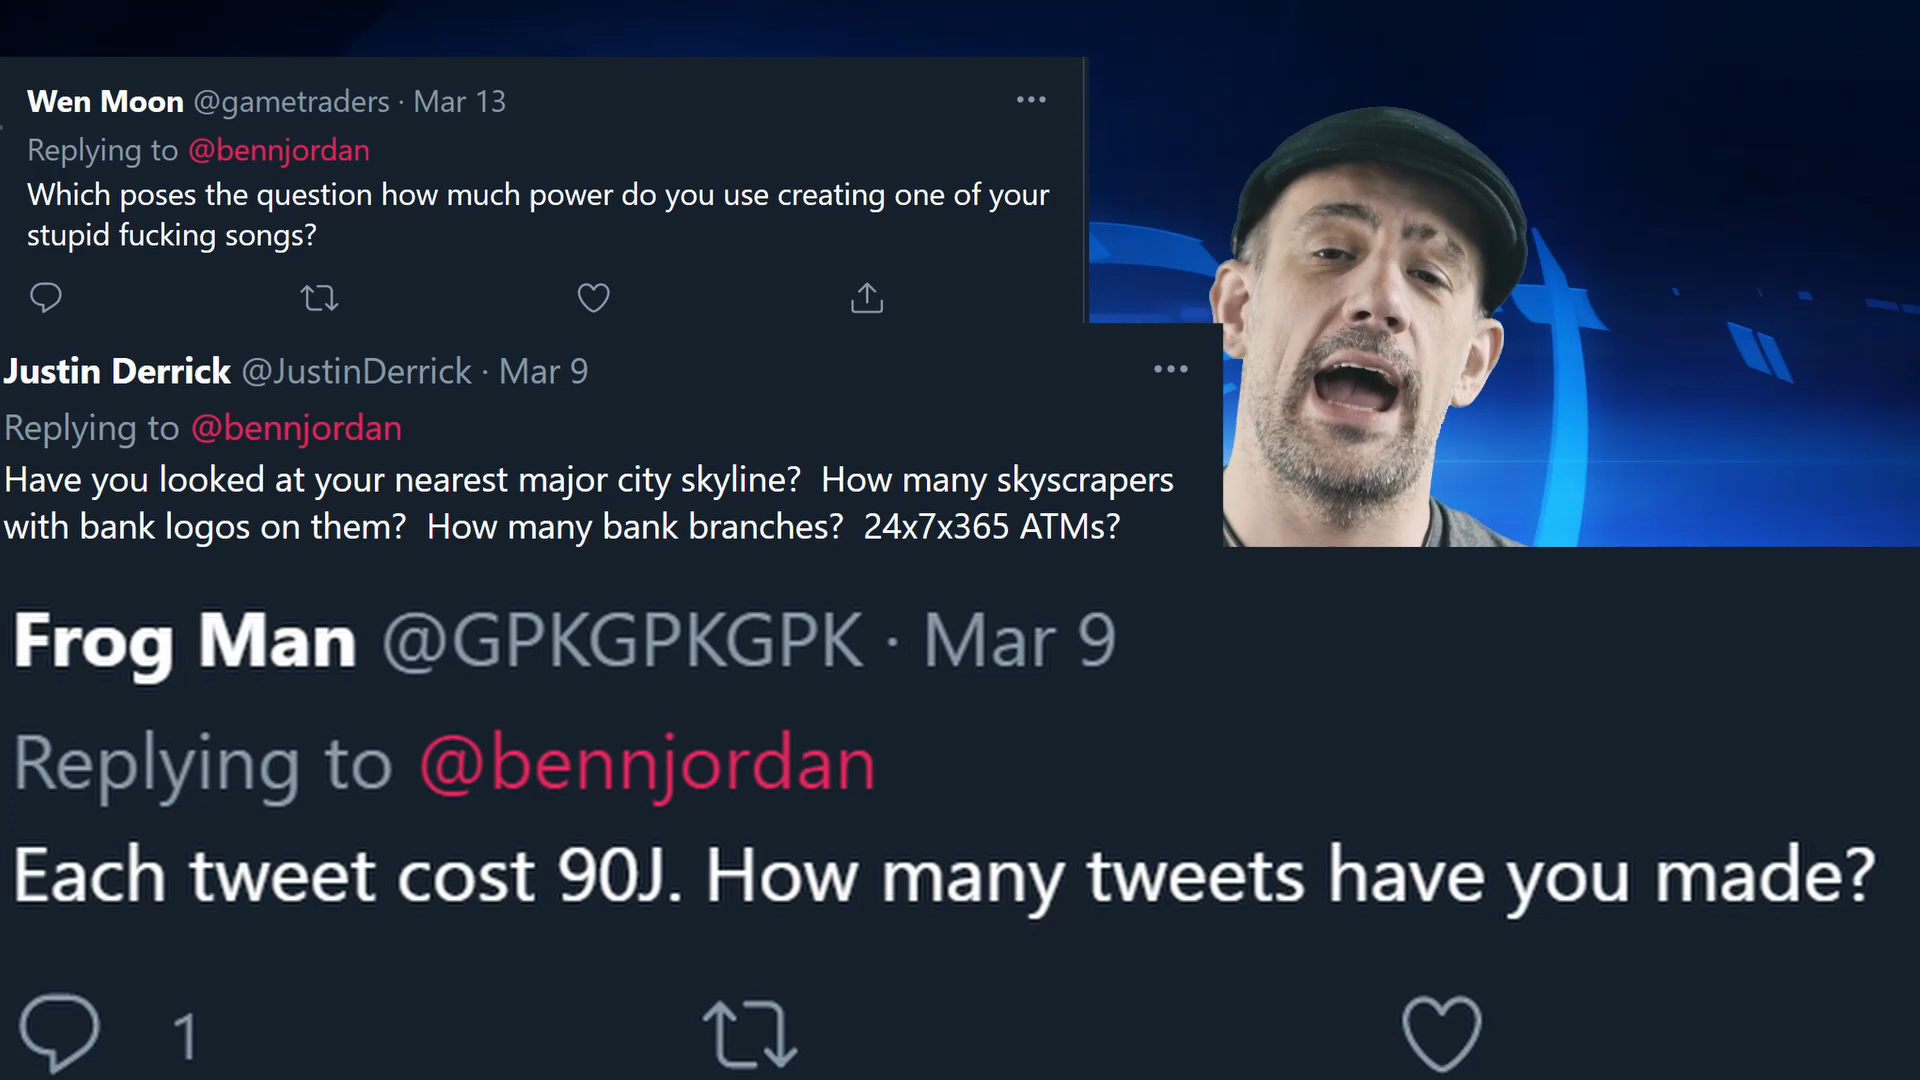 Wen Moon @gametraders · Mar 13
Replying to @bennjordan
Which poses the question how much power do you use creating one of your
stupid fucking songs?
Justin Derrick @JustinDerrick · Mar 9
Replying to @bennjordan
Have you looked at your nearest major city skyline? How many skyscrapers
with bank logos on them? How many bank branches? 24x7x365 ATMs?
Frog Man @GPKGPKGPK · Mar 9
Replying to @bennjordan
Each tweet cost 90J. How many tweets have you made?
1